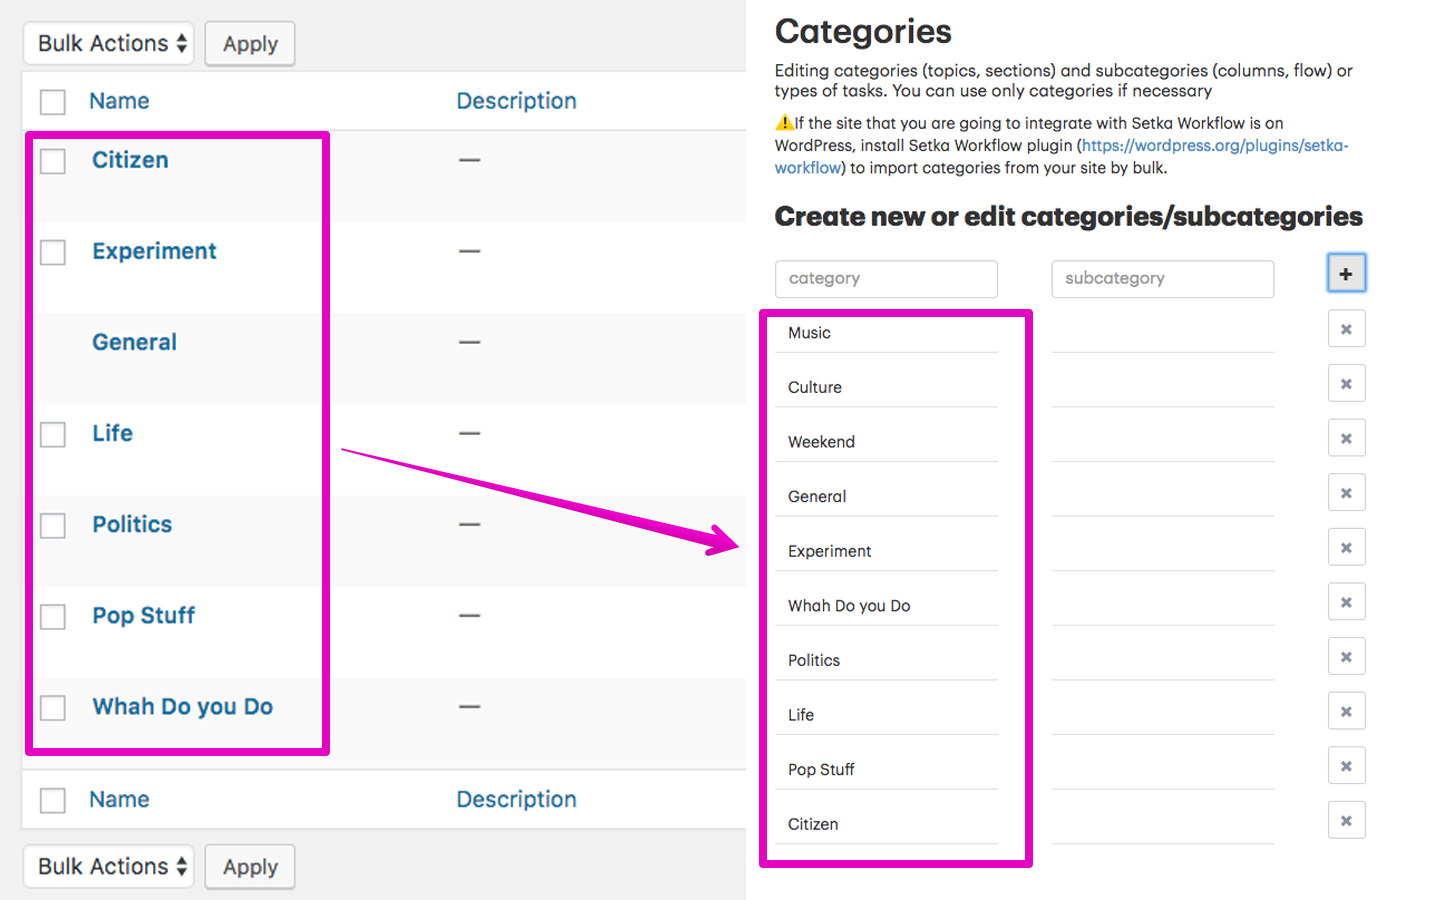 Bulk Actions Apply
Name Description
Citizen —
Experiment —
General —
Life —
Politics —
Pop Stuff —
Whah Do you Do —
Name Description
Bulk Actions Apply
Categories
Editing categories (topics, sections) and subcategories (columns, flow) or
types of tasks. You can use only categories if necessary
⚠️If the site that you are going to integrate with Setka Workflow is on
WordPress, install Setka Workflow plugin (https://wordpress.org/plugins/setka-
workflow) to import categories from your site by bulk.
Create new or edit categories/subcategories
category subcategory +
Music ×
Culture ×
Weekend ×
General ×
Experiment ×
Whah Do you Do ×
Politics ×
Life ×
Pop Stuff ×
Citizen ×